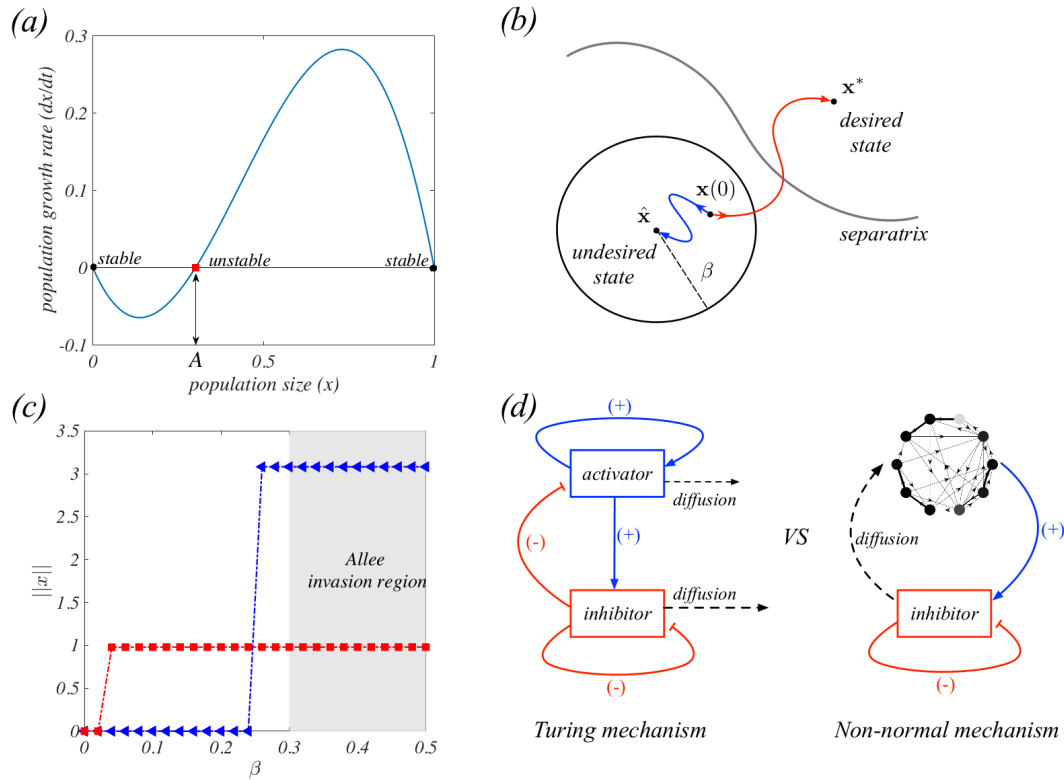 (a)
population growth rate (dx/dt)
0.3
0.2
0.1
0
-0.1
stable
unstable
stable
0
A
0.5
1
population size (x)
(b)
x*
desired
state
x(0)
x̂
undesired
state
β
separatrix
(c)
||x||
3.5
3
2.5
2
1.5
1
0.5
0
Allee
invasion region
0
0.1
0.2
0.3
0.4
0.5
β
(d)
(+)
activator
diffusion
(-)
(+)
diffusion
inhibitor
(-)
Turing mechanism
VS
diffusion
(+)
inhibitor
(-)
Non-normal mechanism